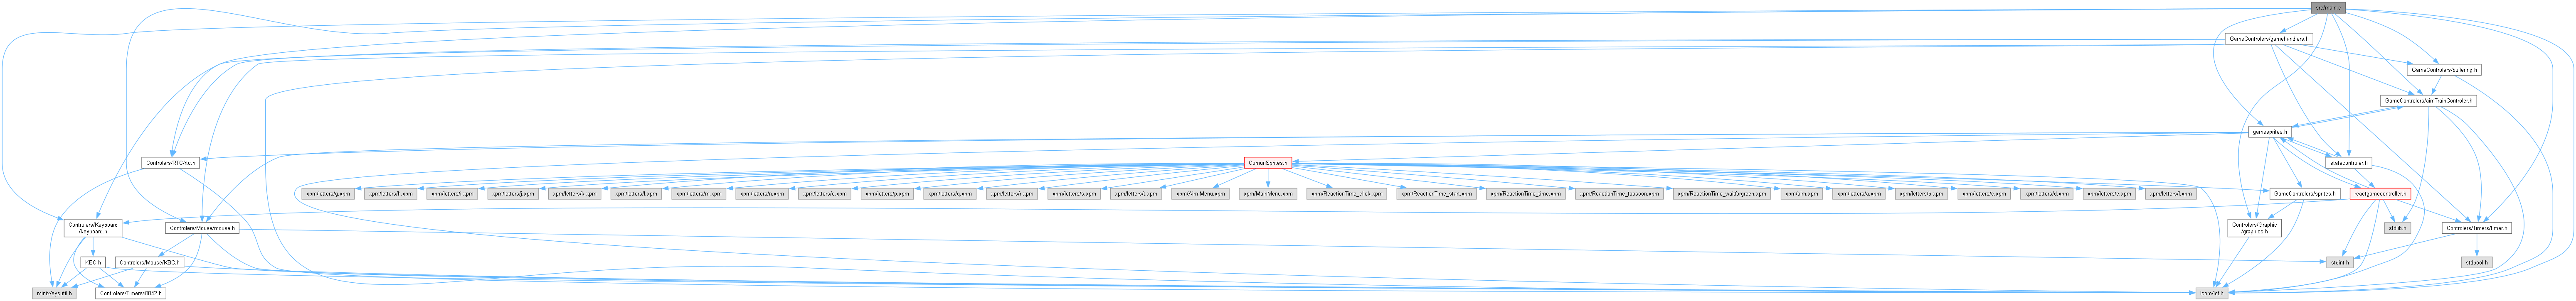 src/main.c
GameControlers/gamehandlers.h
GameControlers/buffering.h
GameControlers/aimTrainControler.h
gamesprites.h
Controlers/RTC/rtc.h
ComunSprites.h
statecontroler.h
xpm/letters/g.xpm
xpm/letters/h.xpm
xpm/letters/i.xpm
xpm/letters/j.xpm
xpm/letters/k.xpm
xpm/letters/l.xpm
xpm/letters/m.xpm
xpm/letters/n.xpm
xpm/letters/o.xpm
xpm/letters/p.xpm
xpm/letters/q.xpm
xpm/letters/r.xpm
xpm/letters/s.xpm
xpm/letters/t.xpm
xpm/Aim-Menu.xpm
xpm/MainMenu.xpm
xpm/ReactionTime_click.xpm
xpm/ReactionTime_start.xpm
xpm/ReactionTime_time.xpm
xpm/ReactionTime_toosoon.xpm
xpm/ReactionTime_waitforgreen.xpm
xpm/aim.xpm
xpm/letters/a.xpm
xpm/letters/b.xpm
xpm/letters/c.xpm
xpm/letters/d.xpm
xpm/letters/e.xpm
xpm/letters/f.xpm
GameControlers/sprites.h
reactgamecontroller.h
Controlers/Keyboard
/keyboard.h
Controlers/Mouse/mouse.h
Controlers/Graphic
/graphics.h
stdlib.h
Controlers/Timers/timer.h
KBC.h
Controlers/Mouse/KBC.h
stdint.h
stdbool.h
minix/sysutil.h
Controlers/Timers/i8042.h
lcom/lcf.h